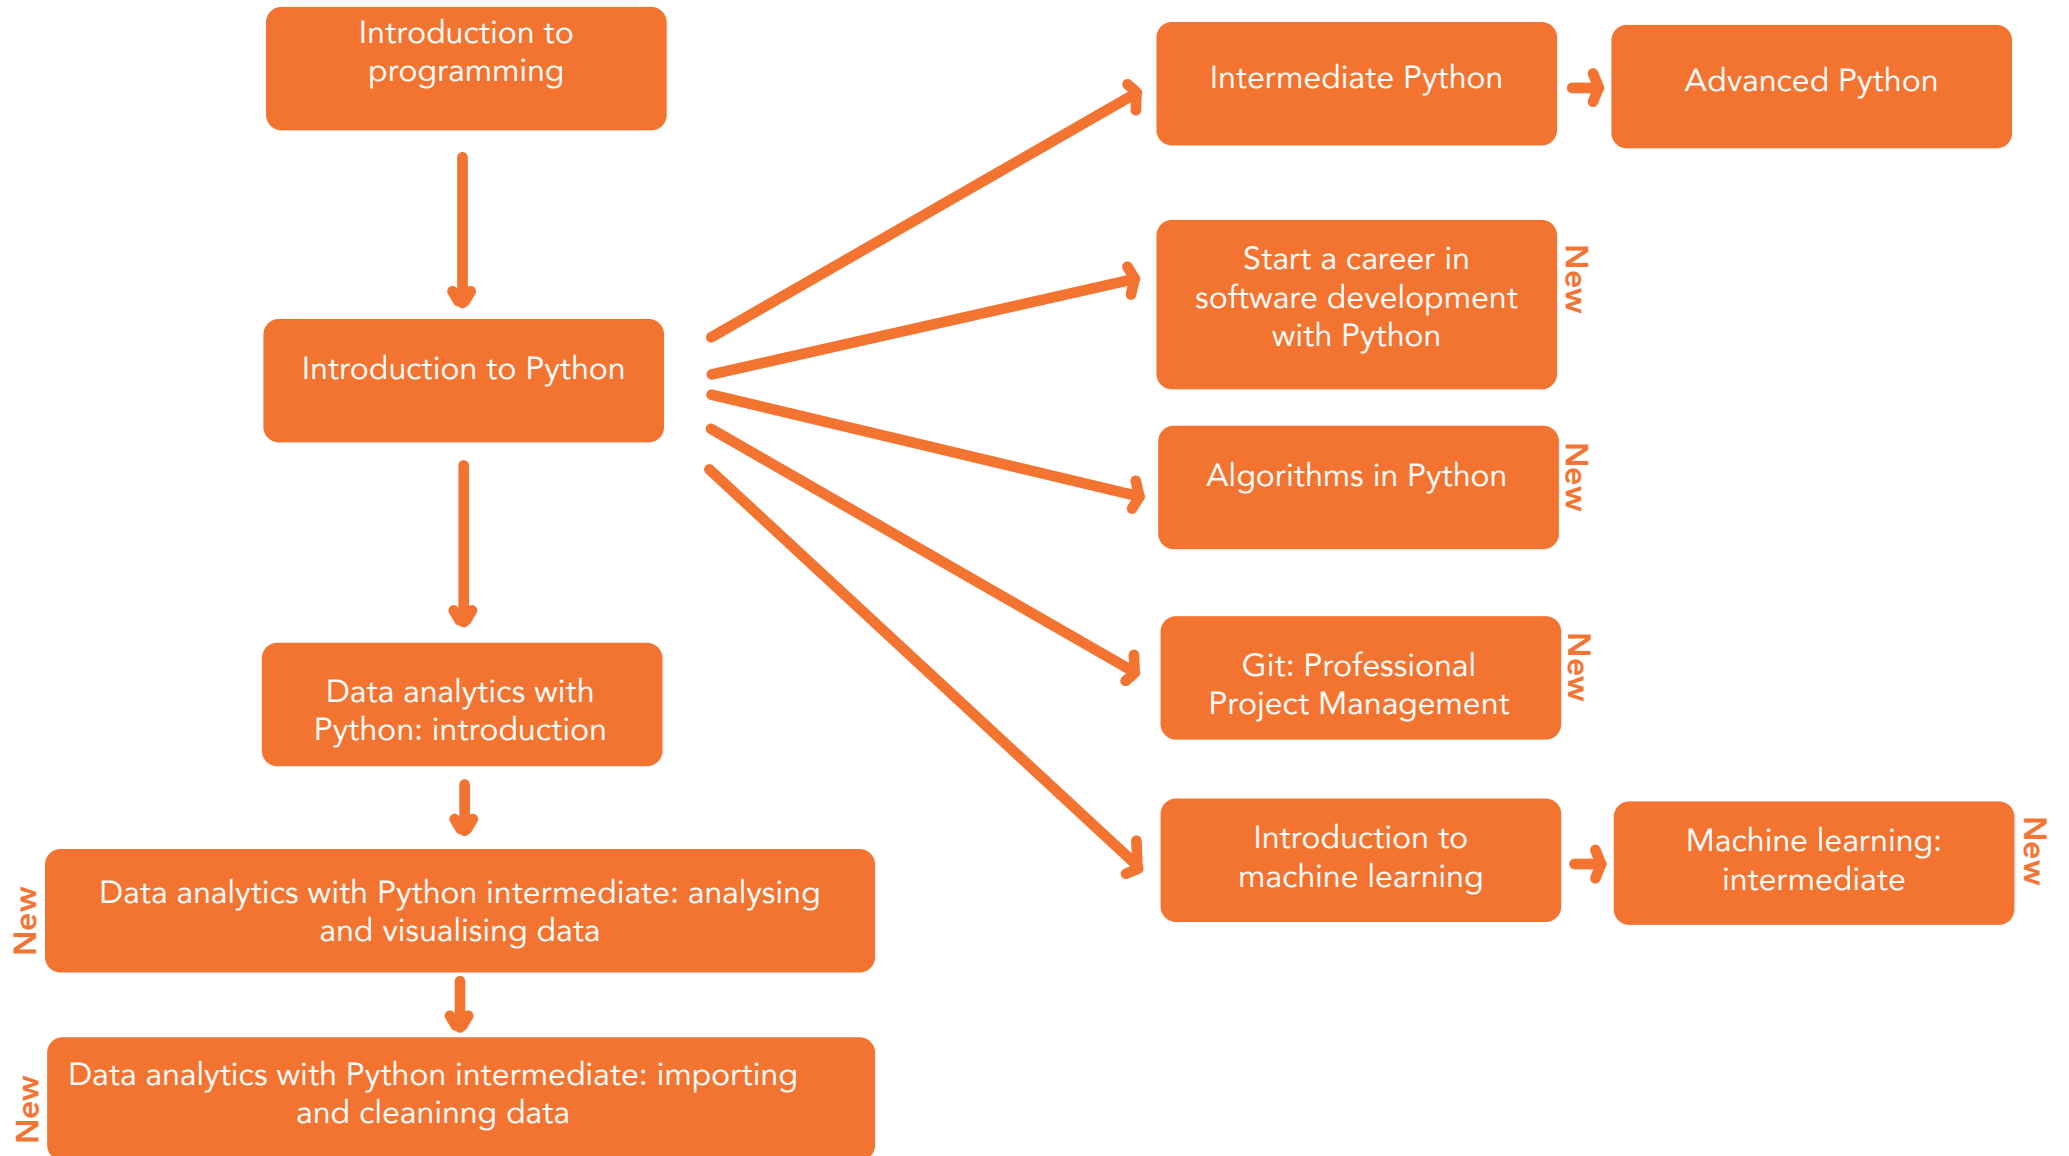 Introduction to
programming
Intermediate Python
Advanced Python
Start a career in
software development
with Python
New
Introduction to Python
Algorithms in Python
New
Data analytics with
Python: introduction
Git: Professional
Project Management
New
Introduction to
machine learning
Machine learning:
intermediate
New
New
Data analytics with Python intermediate: analysing
and visualising data
New
Data analytics with Python intermediate: importing
and cleaninng data